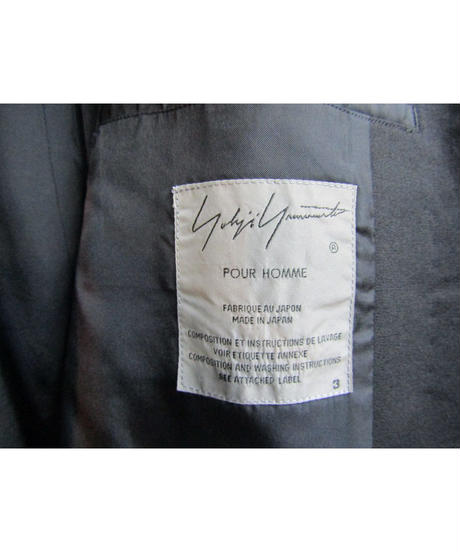 Yohji Yamamoto
®
POUR HOMME
FABRIQUE AU JAPON
MADE IN JAPAN
COMPOSITION ET INSTRUCTIONS DE LAVAGE
VOIR ETIQUETTE ANNEXE
COMPOSITION AND WASHING INSTRUCTIONS
SEE ATTACHED LABEL
3